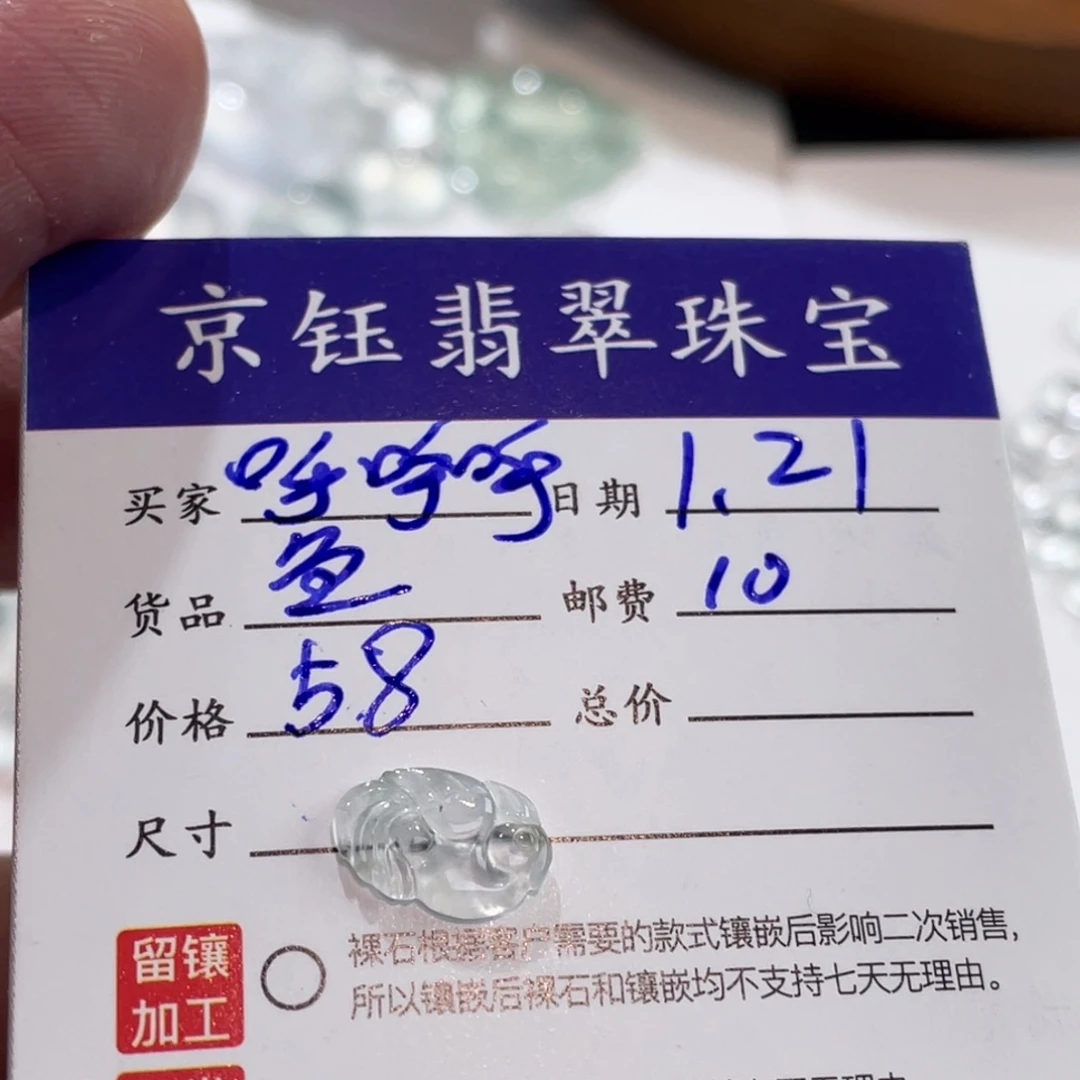 京钰翡翠珠宝
买家 呼呼呼 日期 1.21
货品 鱼 邮费 10
价格 58 总价
尺寸
留镶加工
裸石根据客户需要的款式镶嵌后影响二次销售，
所以镶嵌后裸石和镶嵌均不支持七天无理由。